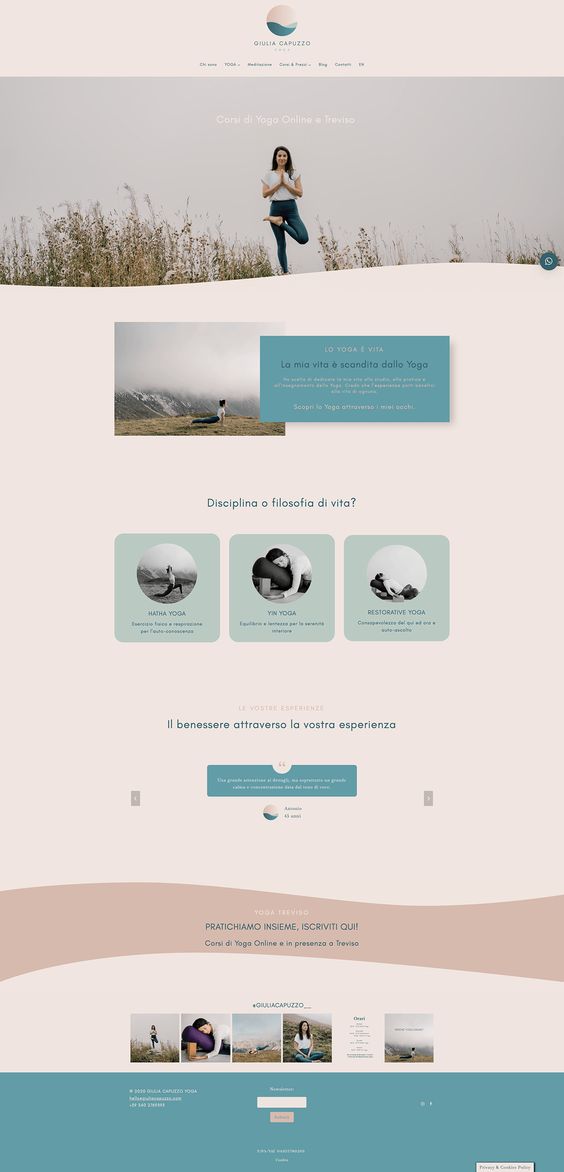 GIULIA CAPUZZO
YOGA
Chi sono YOGA Meditazione Corsi & Prezzi Blog Contatti EN
Corsi di Yoga Online e Treviso
LO YOGA È VITA
La mia vita è scandita dallo Yoga
Ho scelto di dedicare la mia vita allo studio, alla pratica e
all'insegnamento dello Yoga. Credo che l'esperienza porti benefici
alla vita di ognuno.
Scopri lo Yoga attraverso i miei occhi.
Disciplina o filosofia di vita?
HATHA YOGA
Esercizio fisico e respirazione
per l'auto-conoscenza
YIN YOGA
Equilibrio e lentezza per la serenità
interiore
RESTORATIVE YOGA
Consapevolezza del qui ed ora e
auto-ascolto
LE VOSTRE ESPERIENZE
Il benessere attraverso la vostra esperienza
Una grande attenzione ai dettagli, ma soprattutto un grande
calma e concentrazione data dal tono di voce.
Antonio
45 anni
YOGA TREVISO
PRATICHIAMO INSIEME, ISCRIVITI QUI!
Corsi di Yoga Online e in presenza a Treviso
@GIULIACAPUZZO__
Orari
© 2020 GIULIA CAPUZZO YOGA
hello@giuliacapuzzo.com
Newsletter:
Submit
Credits
Privacy & Cookies Policy